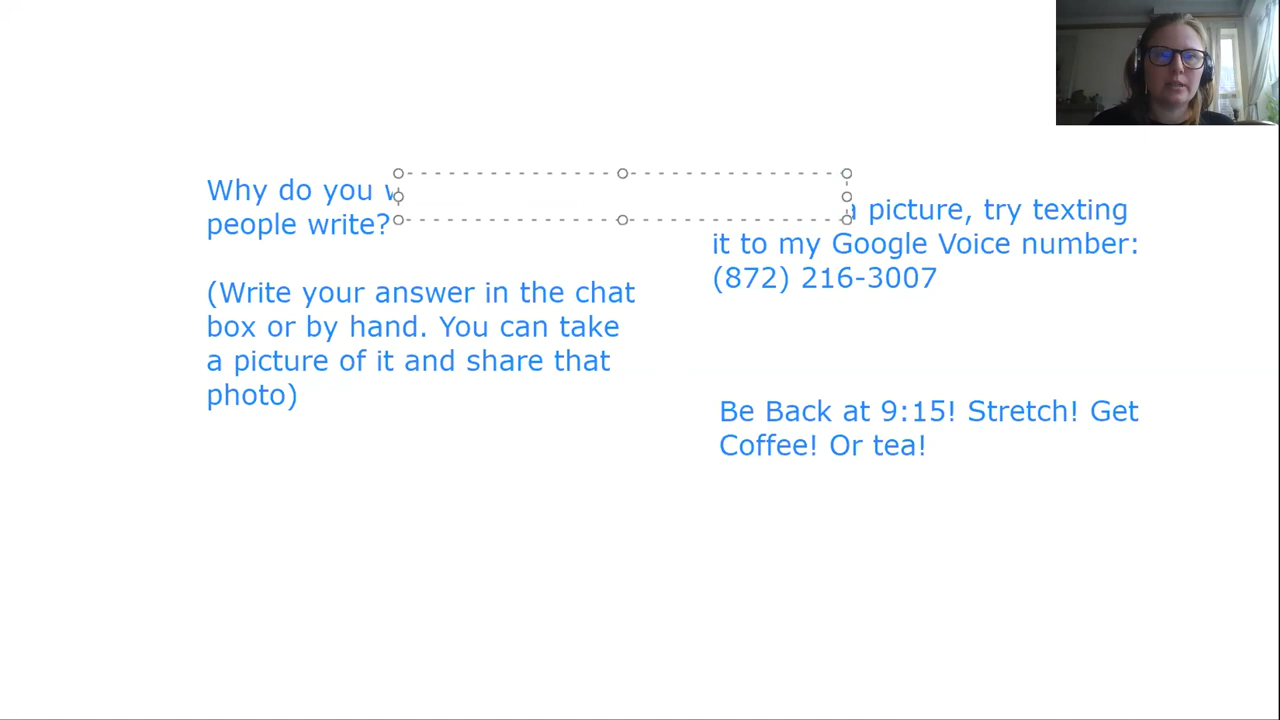 Why do you
people write?
(Write your answer in the chat
box or by hand. You can take
a picture of it and share that
photo)
picture, try texting
it to my Google Voice number:
(872) 216-3007
Be Back at 9:15! Stretch! Get
Coffee! Or tea!